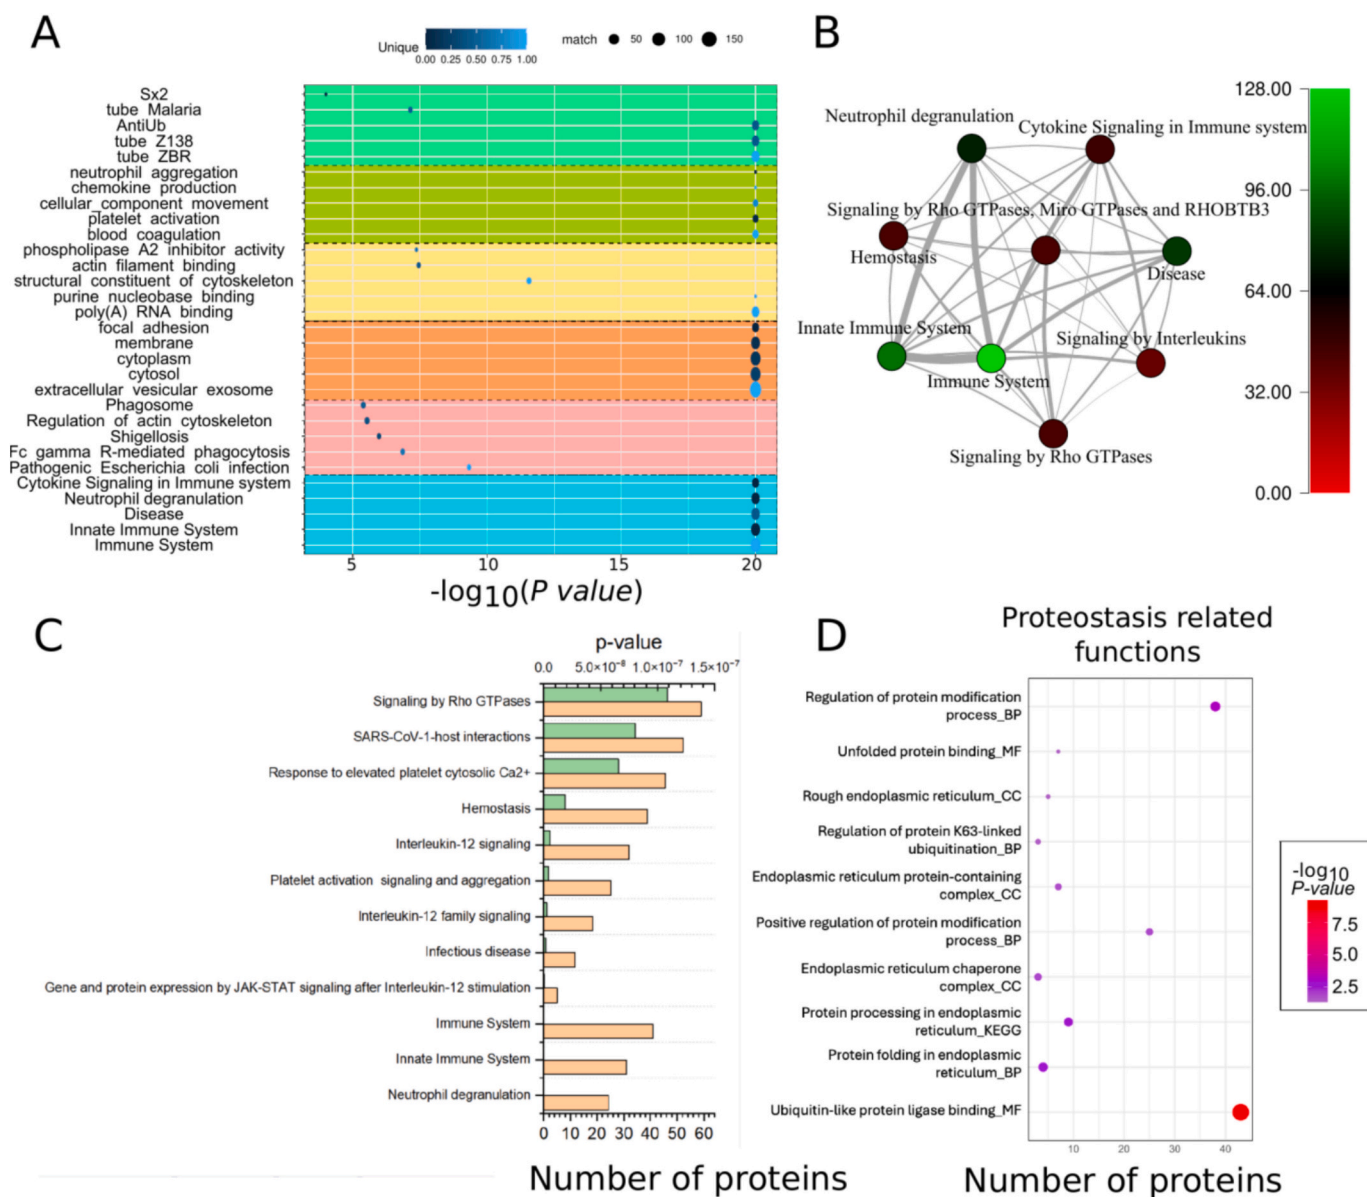 A
Unique
0.00 0.25 0.50 0.75 1.00
match 50 100 150
Sx2
tube Malaria
AntiUb
tube Z138
tube ZBR
neutrophil aggregation
chemokine production
cellular_component movement
platelet activation
blood coagulation
phospholipase A2 inhibitor activity
actin filament binding
structural constituent of cytoskeleton
purine nucleobase binding
poly(A) RNA binding
focal adhesion
membrane
cytoplasm
cytosol
extracellular vesicular exosome
Phagosome
Regulation of actin cytoskeleton
Shigellosis
Fc gamma R-mediated phagocytosis
Pathogenic Escherichia coli infection
Cytokine Signaling in Immune system
Neutrophil degranulation
Disease
Innate Immune System
Immune System
5 10 15 20
-log10(P value)
B
Neutrophil degranulation
Cytokine Signaling in Immune system
Signaling by Rho GTPases, Miro GTPases and RHOBTB3
Hemostasis
Disease
Innate Immune System
Signaling by Interleukins
Immune System
Signaling by Rho GTPases
128.00
96.00
64.00
32.00
0.00
C
p-value
0.0 5.0×10⁻⁸ 1.0×10⁻⁷ 1.5×10⁻⁷
Signaling by Rho GTPases
SARS-CoV-1-host interactions
Response to elevated platelet cytosolic Ca2+
Hemostasis
Interleukin-12 signaling
Platelet activation signaling and aggregation
Interleukin-12 family signaling
Infectious disease
Gene and protein expression by JAK-STAT signaling after Interleukin-12 stimulation
Immune System
Innate Immune System
Neutrophil degranulation
0 10 20 30 40 50 60
Number of proteins
D
Proteostasis related
functions
Regulation of protein modification
process_BP
Unfolded protein binding_MF
Rough endoplasmic reticulum_CC
Regulation of protein K63-linked
ubiquitination_BP
Endoplasmic reticulum protein-containing
complex_CC
Positive regulation of protein modification
process_BP
Endoplasmic reticulum chaperone
complex_CC
Protein processing in endoplasmic
reticulum_KEGG
Protein folding in endoplasmic
reticulum_BP
Ubiquitin-like protein ligase binding_MF
10 20 30 40
Number of proteins
-log10
P-value
7.5
5.0
2.5